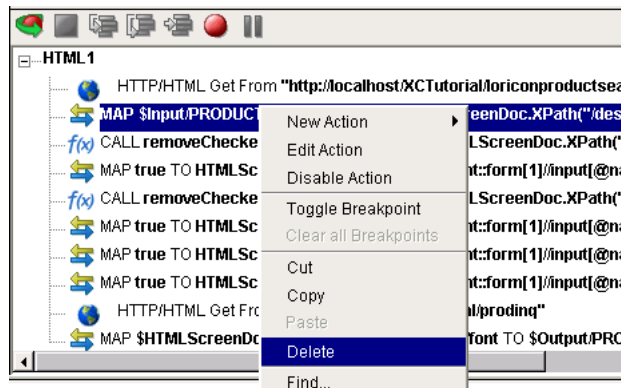 HTML1
HTTP/HTML Get From "http://localhost/XCTutorial/loriconproductsea
MAP $Input/PRODUCT
CALL removeChecke
MAP true TO HTMLSc
CALL removeChecke
MAP true TO HTMLSc
MAP true TO HTMLSc
MAP true TO HTMLSc
HTTP/HTML Get Fro
MAP $HTMLScreenDo
New Action
Edit Action
Disable Action
Toggle Breakpoint
Clear all Breakpoints
Cut
Copy
Paste
Delete
Find...
reenDoc.XPath("/des
LScreenDoc.XPath("
nt::form[1]//input[@na
LScreenDoc.XPath("
nt::form[1]//input[@na
nt::form[1]//input[@na
nt::form[1]//input[@na
l/prodinq"
font TO $Output/PRO